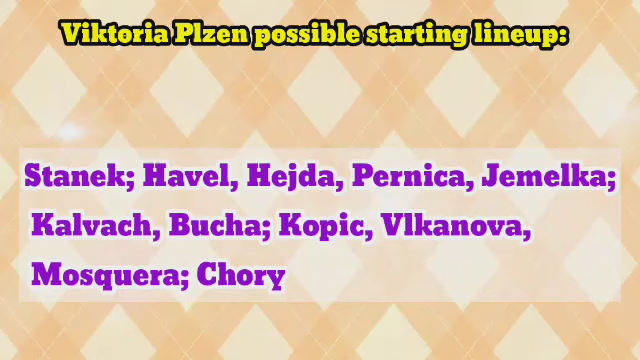 Viktoria Plzen possible starting lineup:
Stanek; Havel, Hejda, Pernica, Jemelka;
Kalvach, Bucha; Kopic, Vlkanova,
Mosquera; Chory